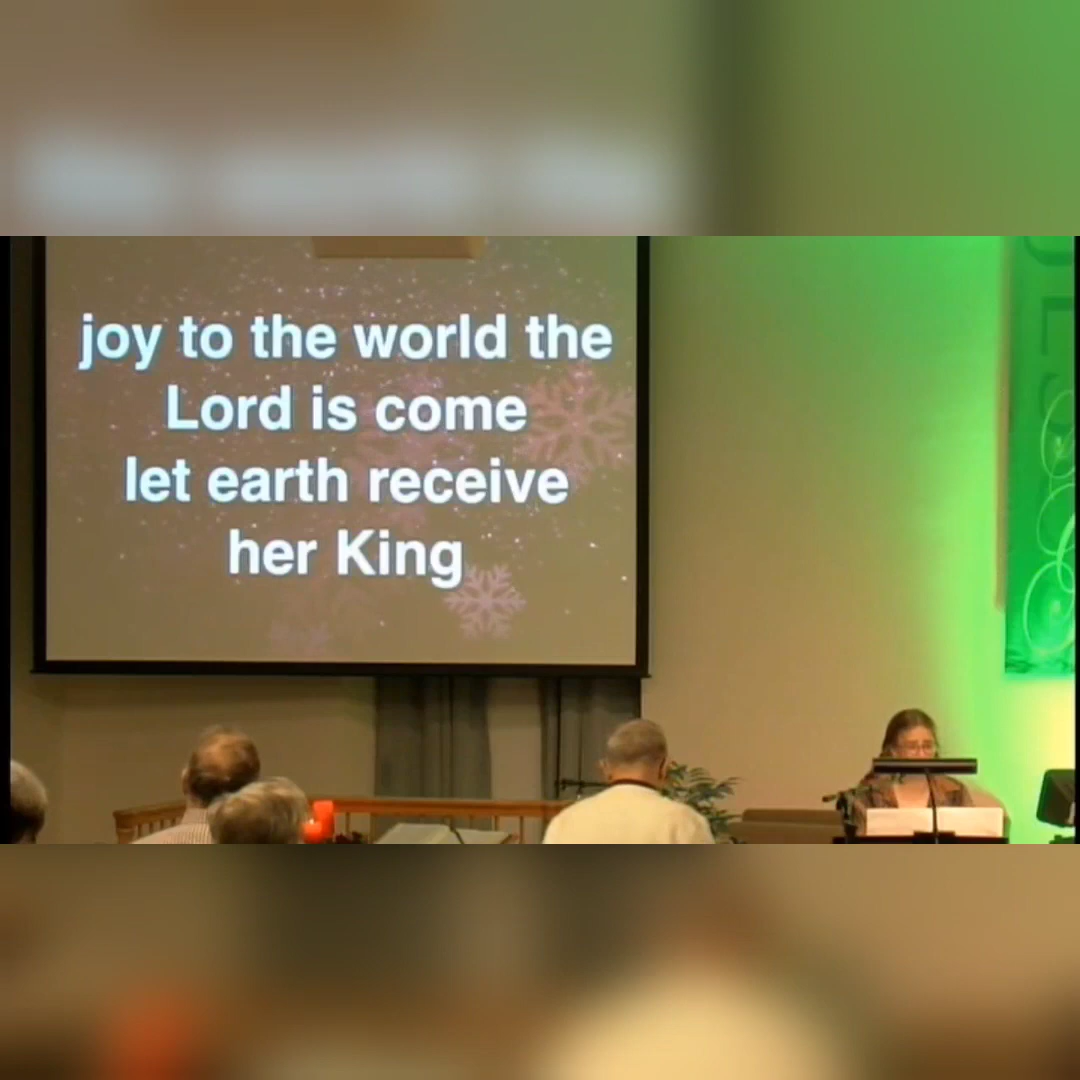 joy to the world the
Lord is come
let earth receive
her King